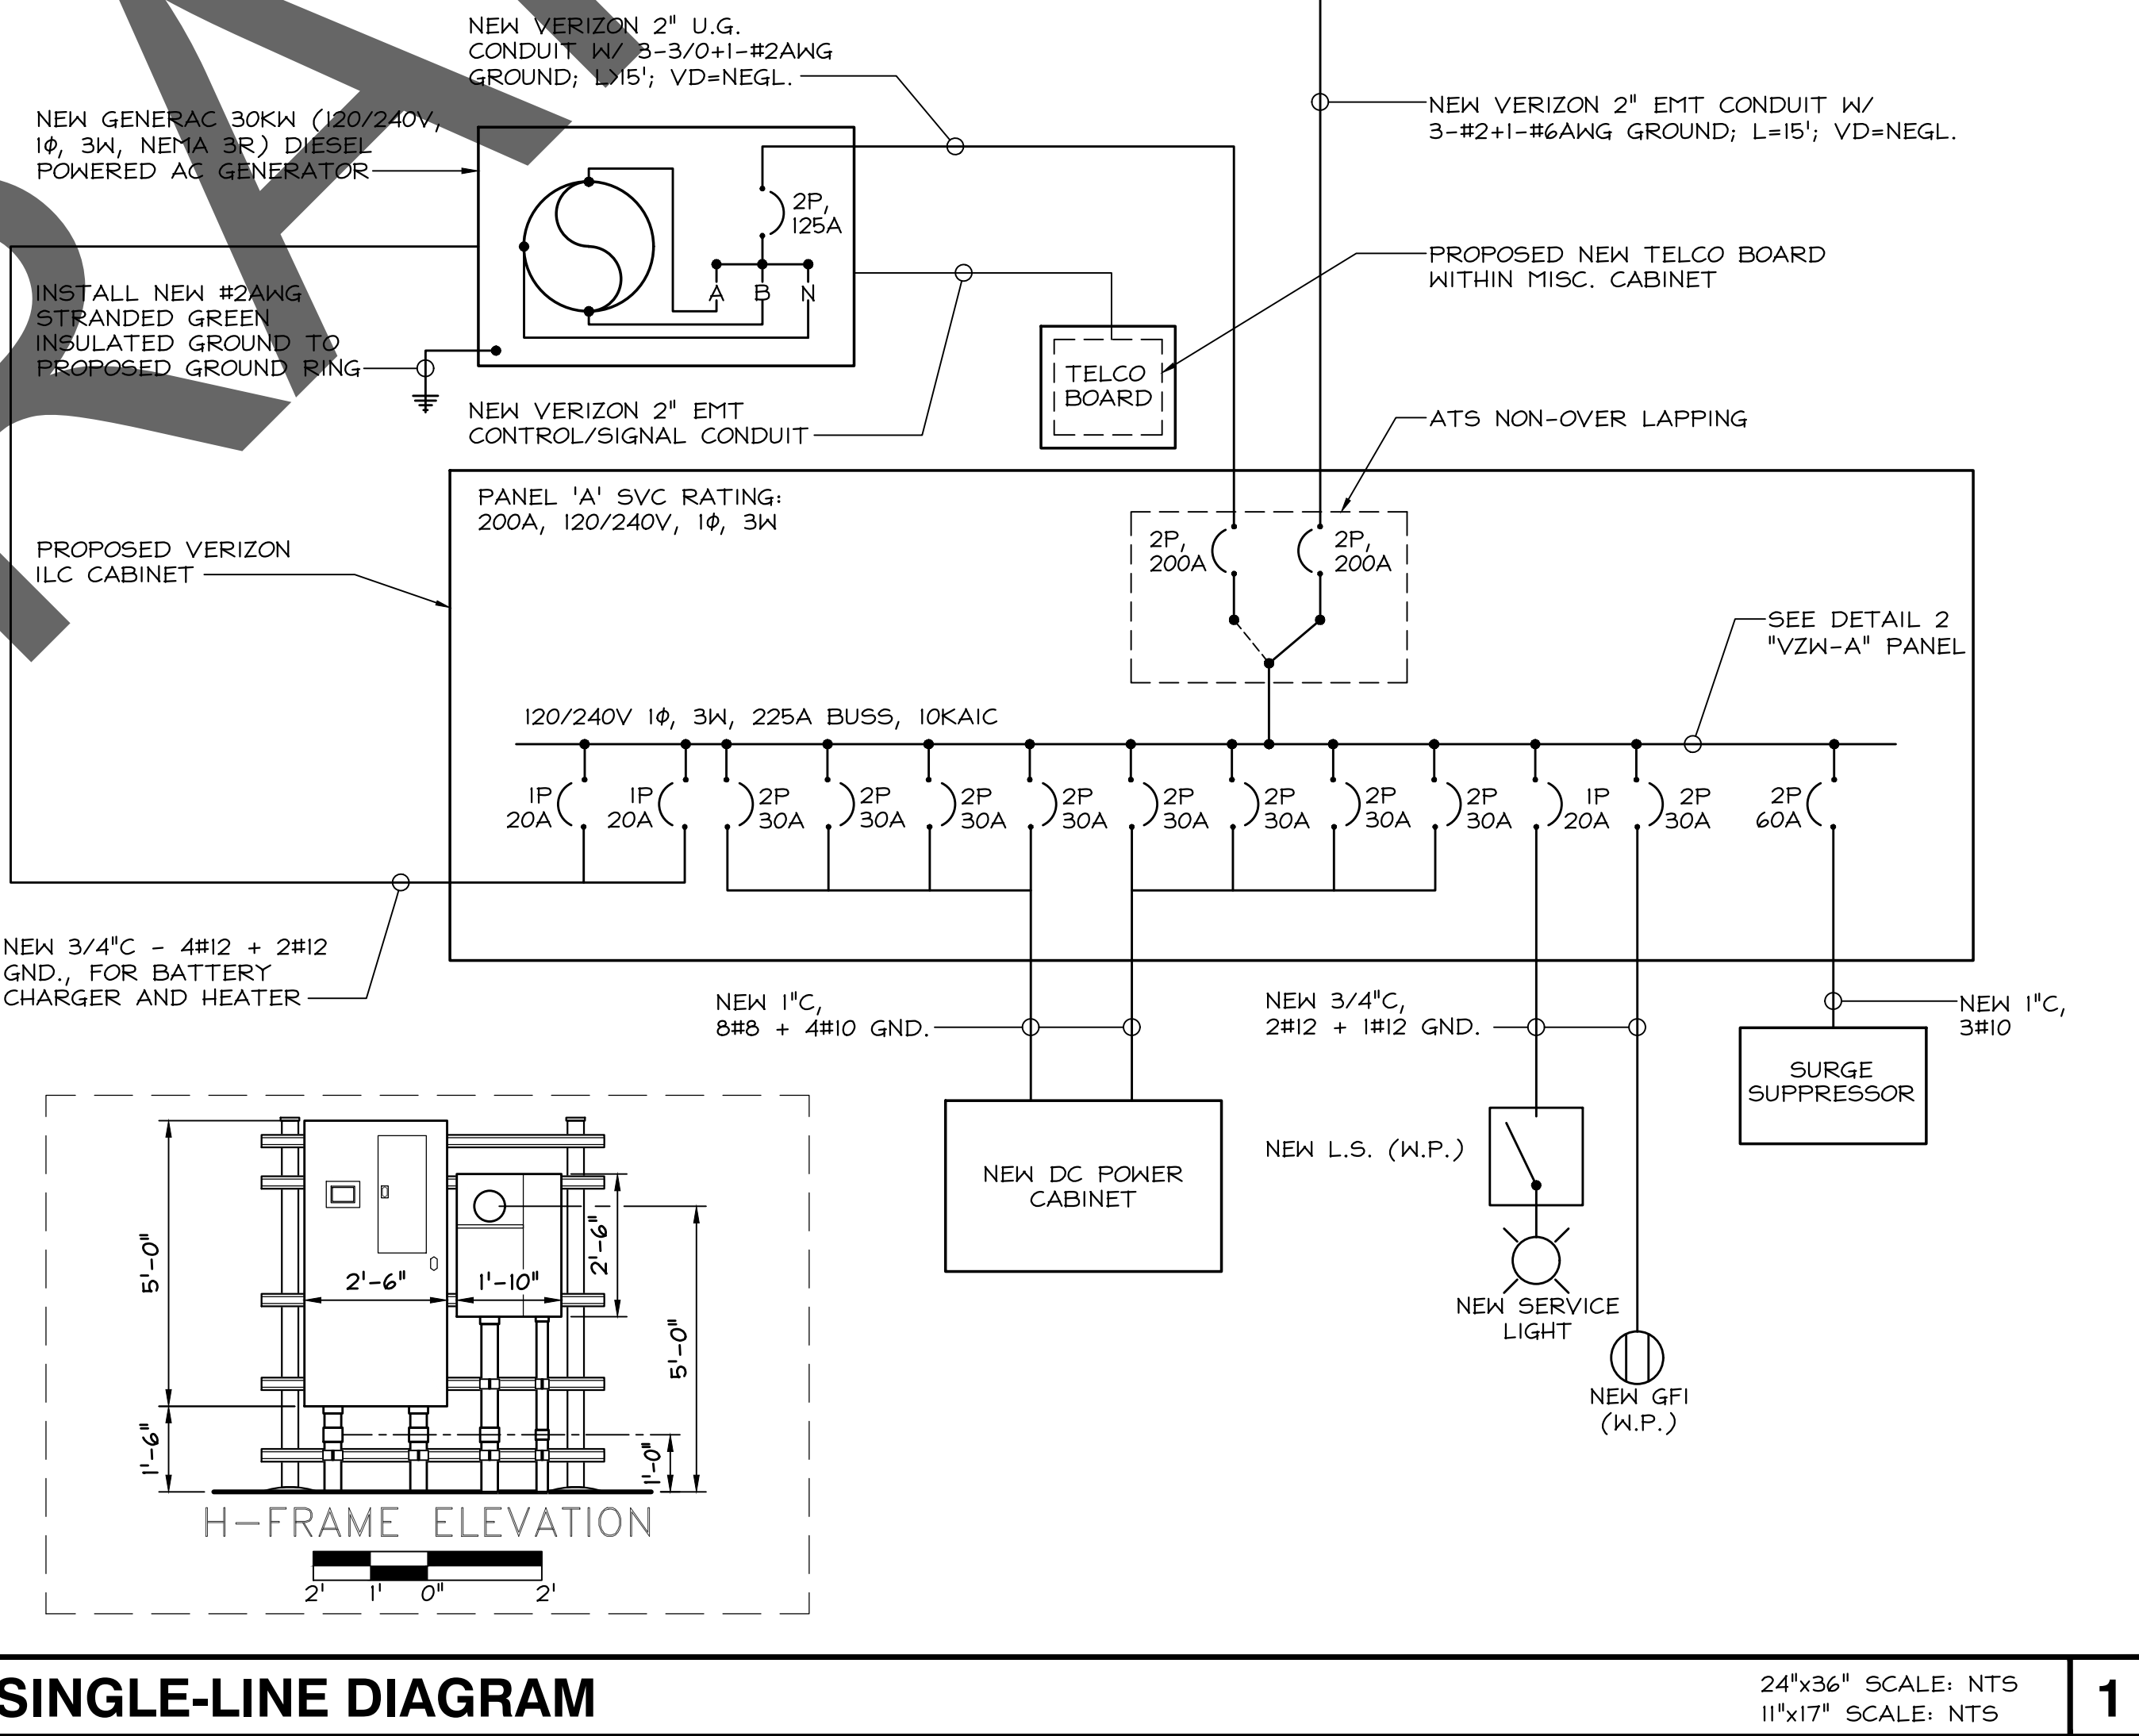 NEW VERIZON 2" U.G.
CONDUIT W/ 3-3/0+1-#2AWG
GROUND; L>15'; VD=NEGL.
NEW GENERAC 30KW (120/240V,
1ϕ, 3W, NEMA 3R) DIESEL
POWERED AC GENERATOR
NEW VERIZON 2" EMT CONDUIT W/
3-#2+1-#6AWG GROUND; L=15'; VD=NEGL.
2P,
125A
A B N
PROPOSED NEW TELCO BOARD
WITHIN MISC. CABINET
INSTALL NEW #2AWG
STRANDED GREEN
INSULATED GROUND TO
PROPOSED GROUND RING
TELCO
BOARD
NEW VERIZON 2" EMT
CONTROL/SIGNAL CONDUIT
ATS NON-OVER LAPPING
PANEL 'A' SVC RATING:
200A, 120/240V, 1ϕ, 3W
2P,
200A
2P,
200A
PROPOSED VERIZON
ILC CABINET
SEE DETAIL 2
"VZW-A" PANEL
120/240V 1ϕ, 3W, 225A BUSS, 10KAIC
1P
20A
1P
20A
2P
30A
2P
30A
2P
30A
2P
30A
2P
30A
2P
30A
2P
30A
2P
30A
1P
20A
2P
30A
2P
60A
NEW 3/4"C - 4#12 + 2#12
GND., FOR BATTERY
CHARGER AND HEATER
NEW 1"C,
8#8 + 4#10 GND.
NEW 3/4"C,
2#12 + 1#12 GND.
NEW 1"C,
3#10
SURGE
SUPPRESSOR
NEW DC POWER
CABINET
NEW L.S. (W.P.)
NEW SERVICE
LIGHT
NEW GFI
(W.P.)
5'-0"
2'-6"
1'-10"
2'-6"
5'-0"
1'-6"
1'-0"
H-FRAME ELEVATION
2' 1' 0" 2'
SINGLE-LINE DIAGRAM
24"x36" SCALE: NTS
11"x17" SCALE: NTS
1